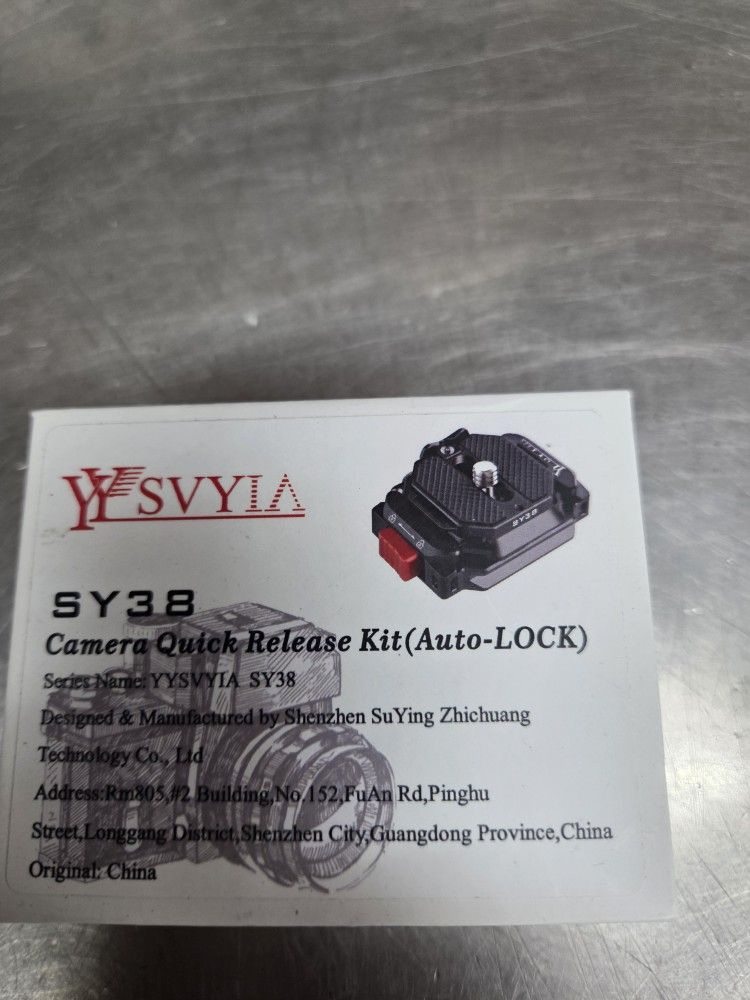 YYSVYIA
SY38
SY38
Camera Quick Release Kit(Auto-LOCK)
Series Name: YYSVYIA SY38
Designed & Manufactured by Shenzhen SuYing Zhichuang
Technology Co., Ltd
Address:Rm805,#2 Building,No.152,FuAn Rd,Pinghu
Street,Longgang District,Shenzhen City,Guangdong Province,China
Original: China